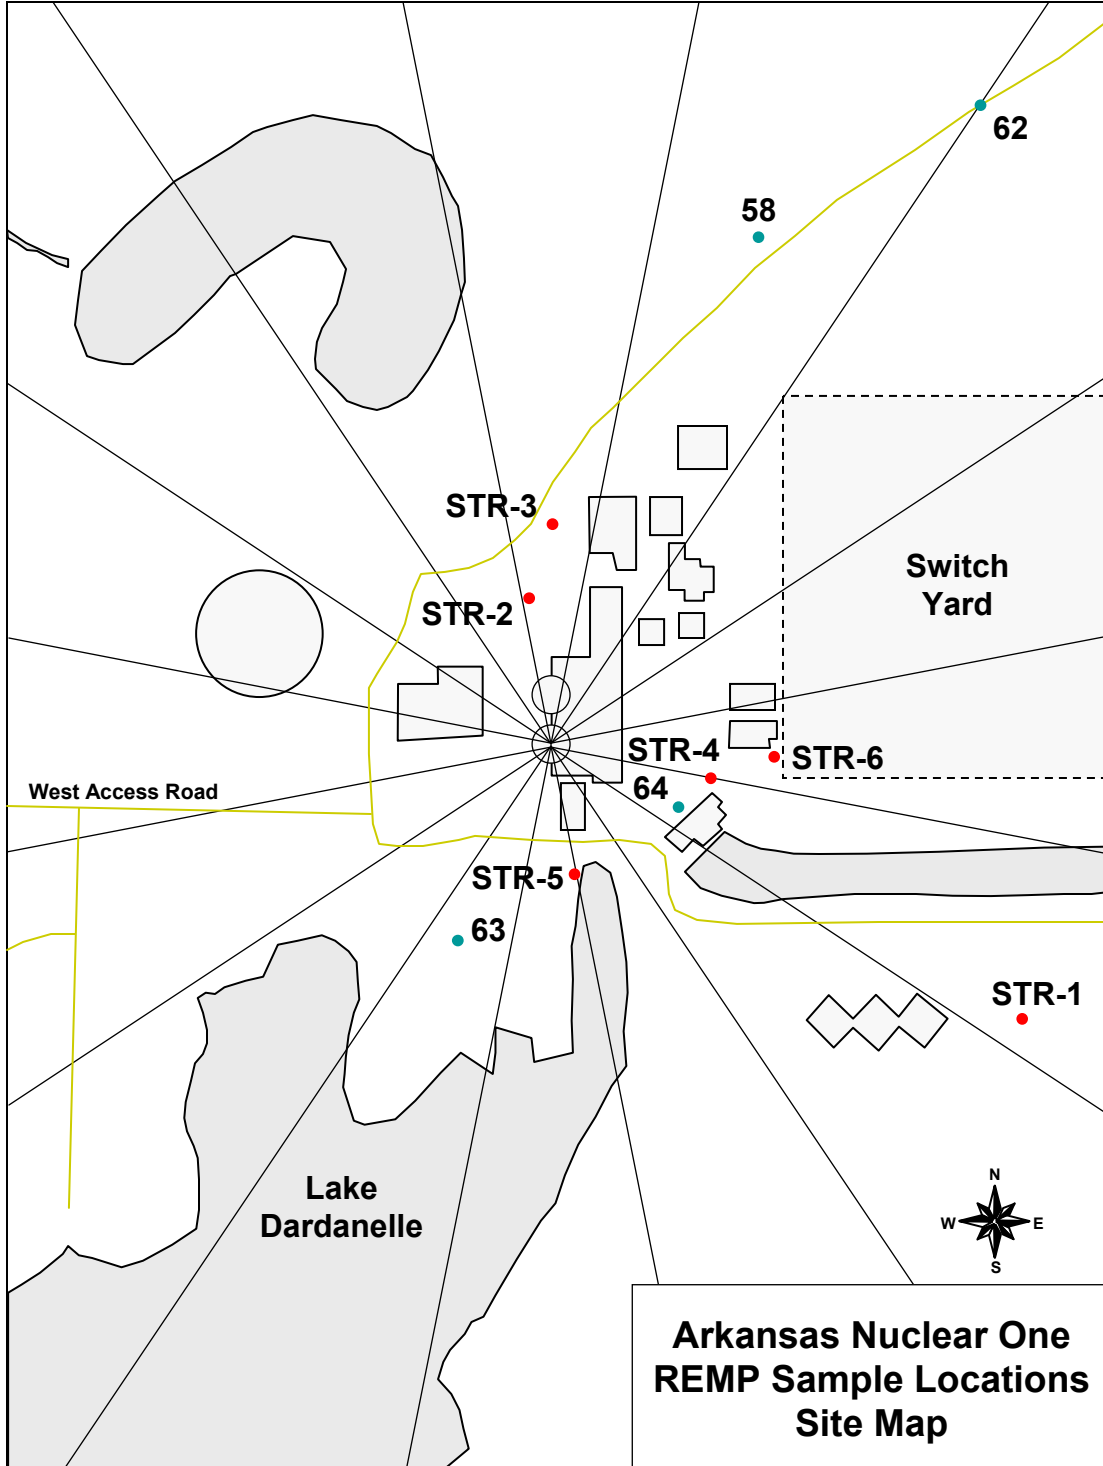 62
58
STR-3
Switch
Yard
STR-2
STR-4
STR-6
64
West Access Road
STR-5
63
STR-1
Lake
Dardanelle
N
W
E
S
Arkansas Nuclear One
REMP Sample Locations
Site Map